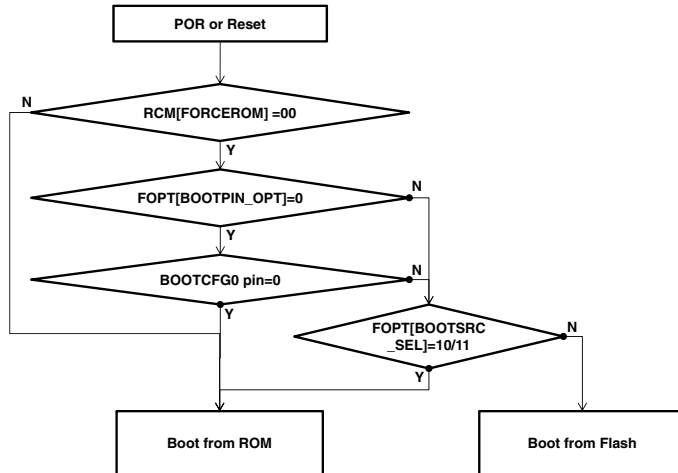 POR or Reset
N
RCM[FORCEROM] =00
Y
FOPT[BOOTPIN_OPT]=0
N
Y
BOOTCFG0 pin=0
N
Y
FOPT[BOOTSRC
_SEL]=10/11
N
Y
Boot from ROM
Boot from Flash